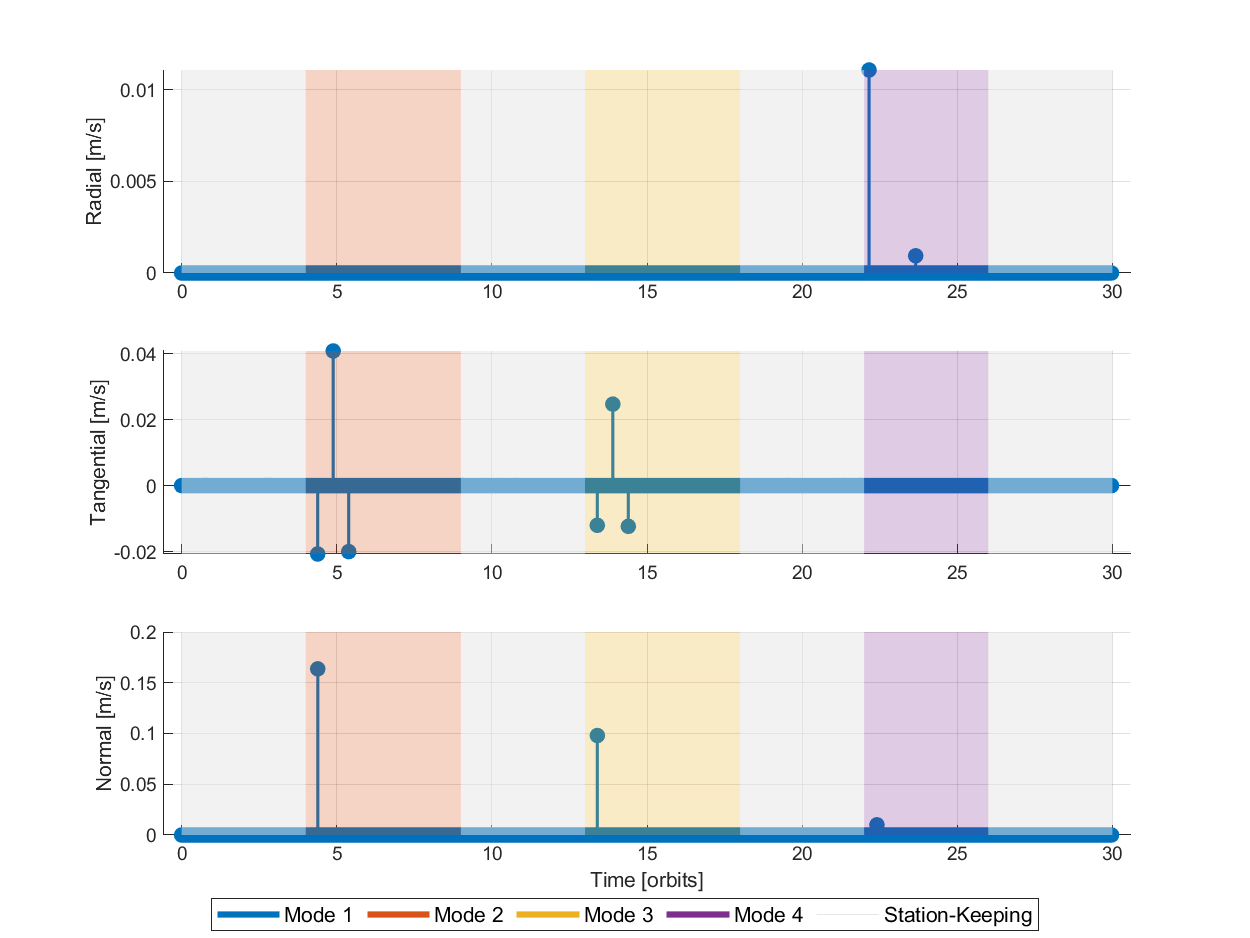 Radial [m/s]
0.01
0.005
0
0 5 10 15 20 25 30
Tangential [m/s]
0.04
0.02
0
-0.02
0 5 10 15 20 25 30
Normal [m/s]
0.2
0.15
0.1
0.05
0
0 5 10 15 20 25 30
Time [orbits]
Mode 1 Mode 2 Mode 3 Mode 4 Station-Keeping